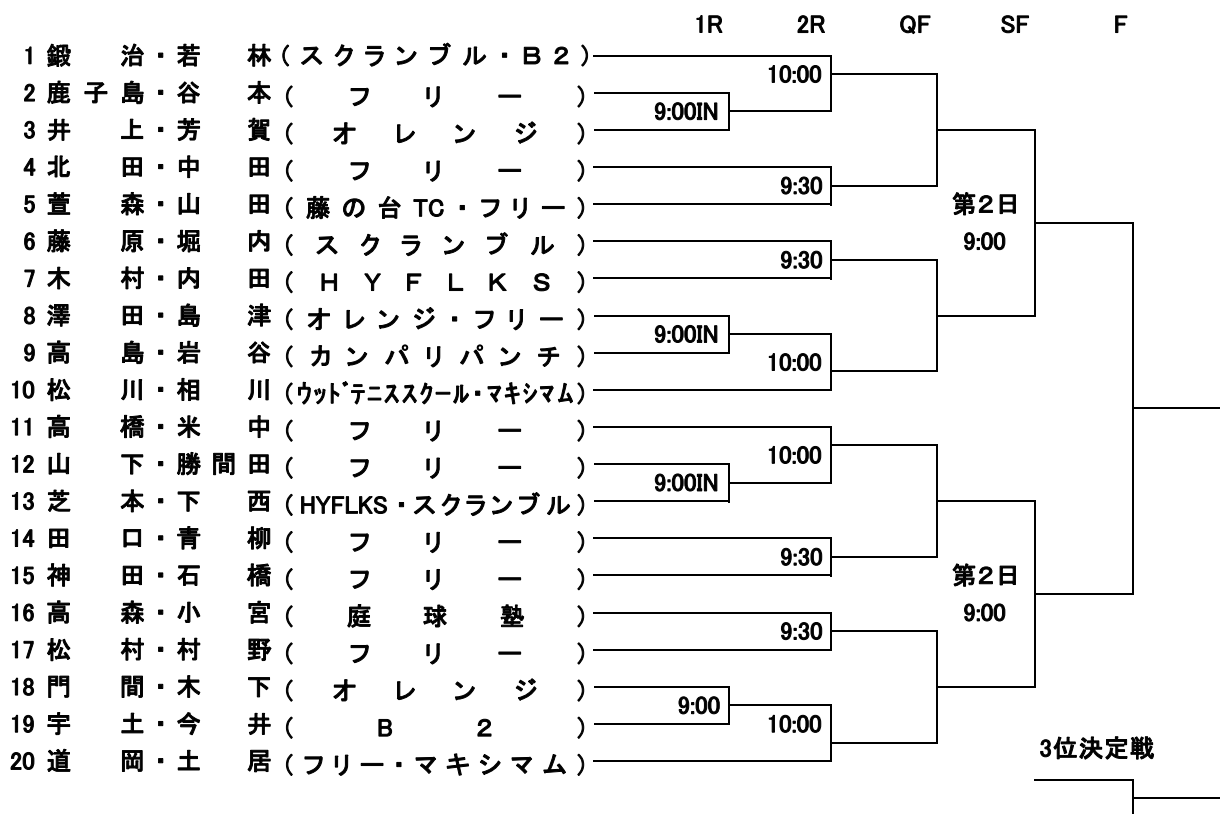 1R 2R QF SF F
1 鍛治・若林 (スクランブル・B2)
10:00
2 鹿子島・谷本 (フリー)
9:00IN
3 井上・芳賀 (オレンジ)
4 北田・中田 (フリー)
9:30
5 萱森・山田 (藤の台TC・フリー)
第2日
9:00
6 藤原・堀内 (スクランブル)
9:30
7 木村・内田 (HYFLKS)
8 澤田・島津 (オレンジ・フリー)
9:00IN
9 高島・岩谷 (カンパリパンチ)
10:00
10 松川・相川 (ウッドテニススクール・マキシマム)
11 高橋・米中 (フリー)
10:00
12 山下・勝間田 (フリー)
9:00IN
13 芝本・下西 (HYFLKS・スクランブル)
14 田口・青柳 (フリー)
9:30
15 神田・石橋 (フリー)
第2日
9:00
16 高森・小宮 (庭球塾)
9:30
17 松村・村野 (フリー)
18 門間・木下 (オレンジ)
9:00
19 宇土・今井 (B2)
10:00
20 道岡・土居 (フリー・マキシマム)
3位決定戦